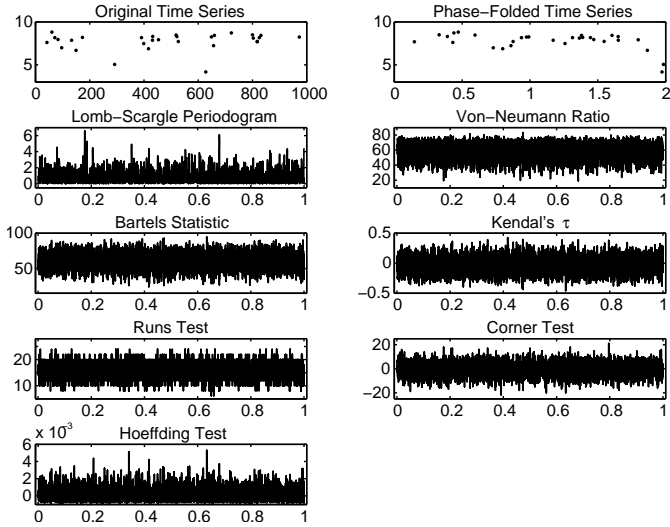 Original Time Series
Phase−Folded Time Series
10
5
0 200 400 600 800 1000
10
5
0 0.5 1 1.5 2
Lomb−Scargle Periodogram
Von−Neumann Ratio
6
4
2
0
0 0.2 0.4 0.6 0.8 1
80
60
40
20
0 0.2 0.4 0.6 0.8 1
Bartels Statistic
Kendal's τ
100
50
0 0.2 0.4 0.6 0.8 1
0.5
0
−0.5
0 0.2 0.4 0.6 0.8 1
Runs Test
Corner Test
20
10
0 0.2 0.4 0.6 0.8 1
20
0
−20
0 0.2 0.4 0.6 0.8 1
x 10−3
Hoeffding Test
6
4
2
0
0 0.2 0.4 0.6 0.8 1